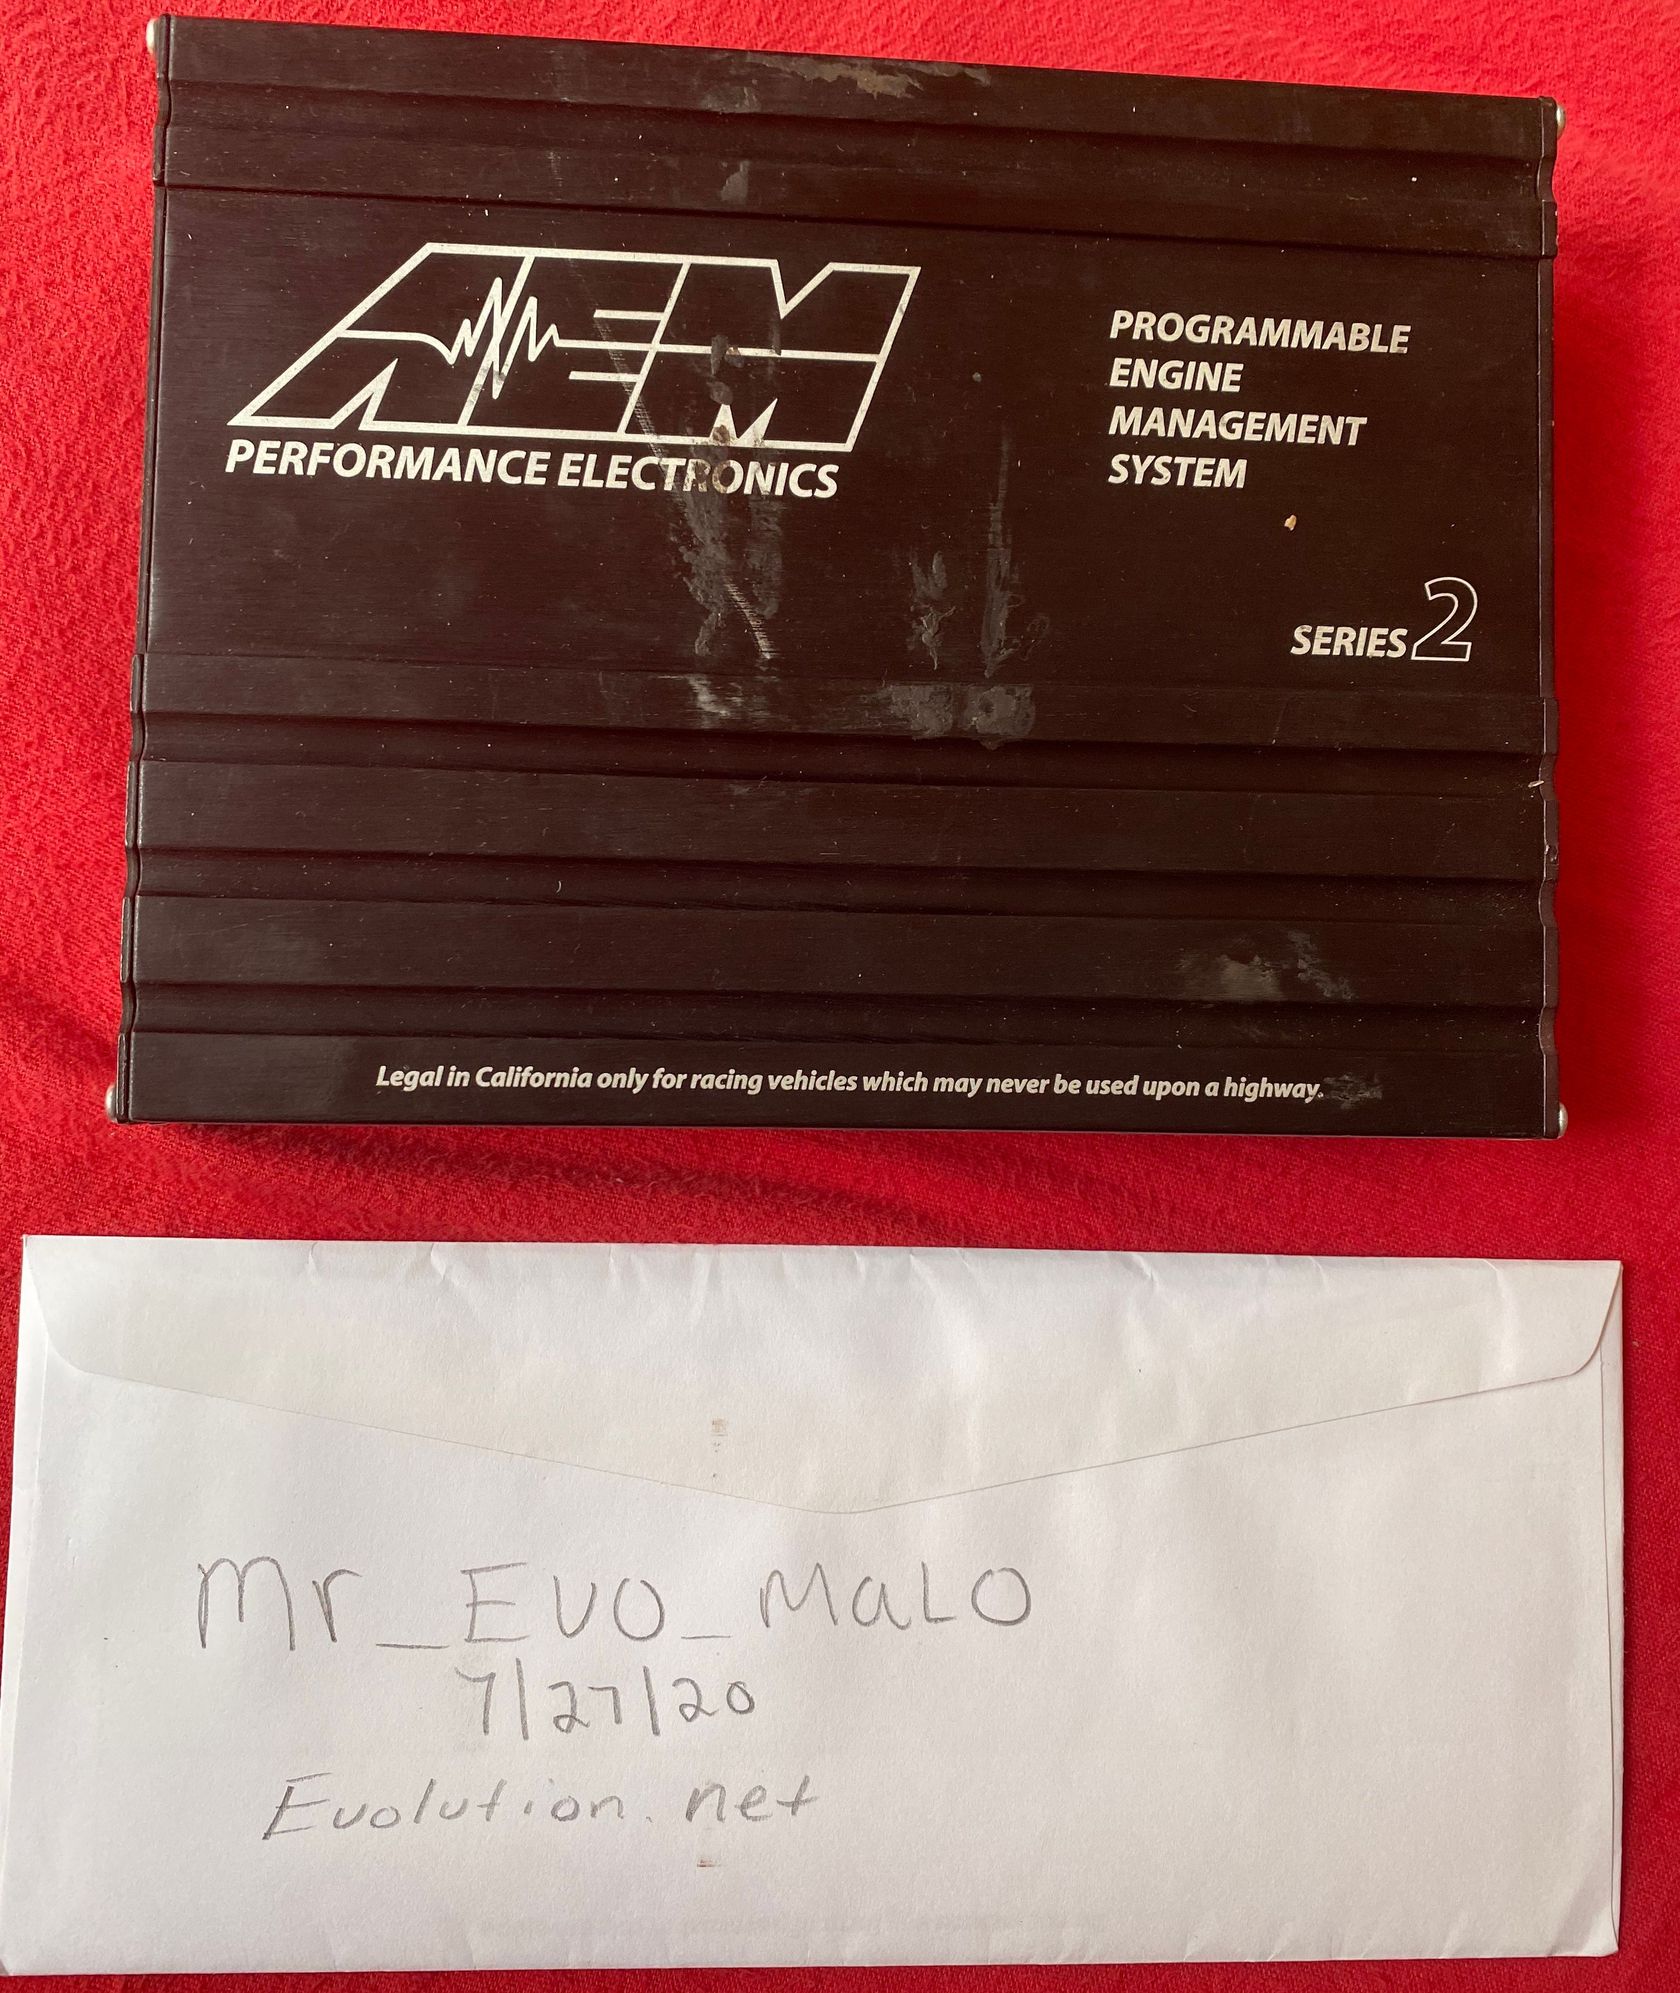 AEM
PERFORMANCE ELECTRONICS
PROGRAMMABLE
ENGINE
MANAGEMENT
SYSTEM
SERIES 2
Legal in California only for racing vehicles which may never be used upon a highway.
Mr_Evo_MaLO
7/27/20
Evolution.net